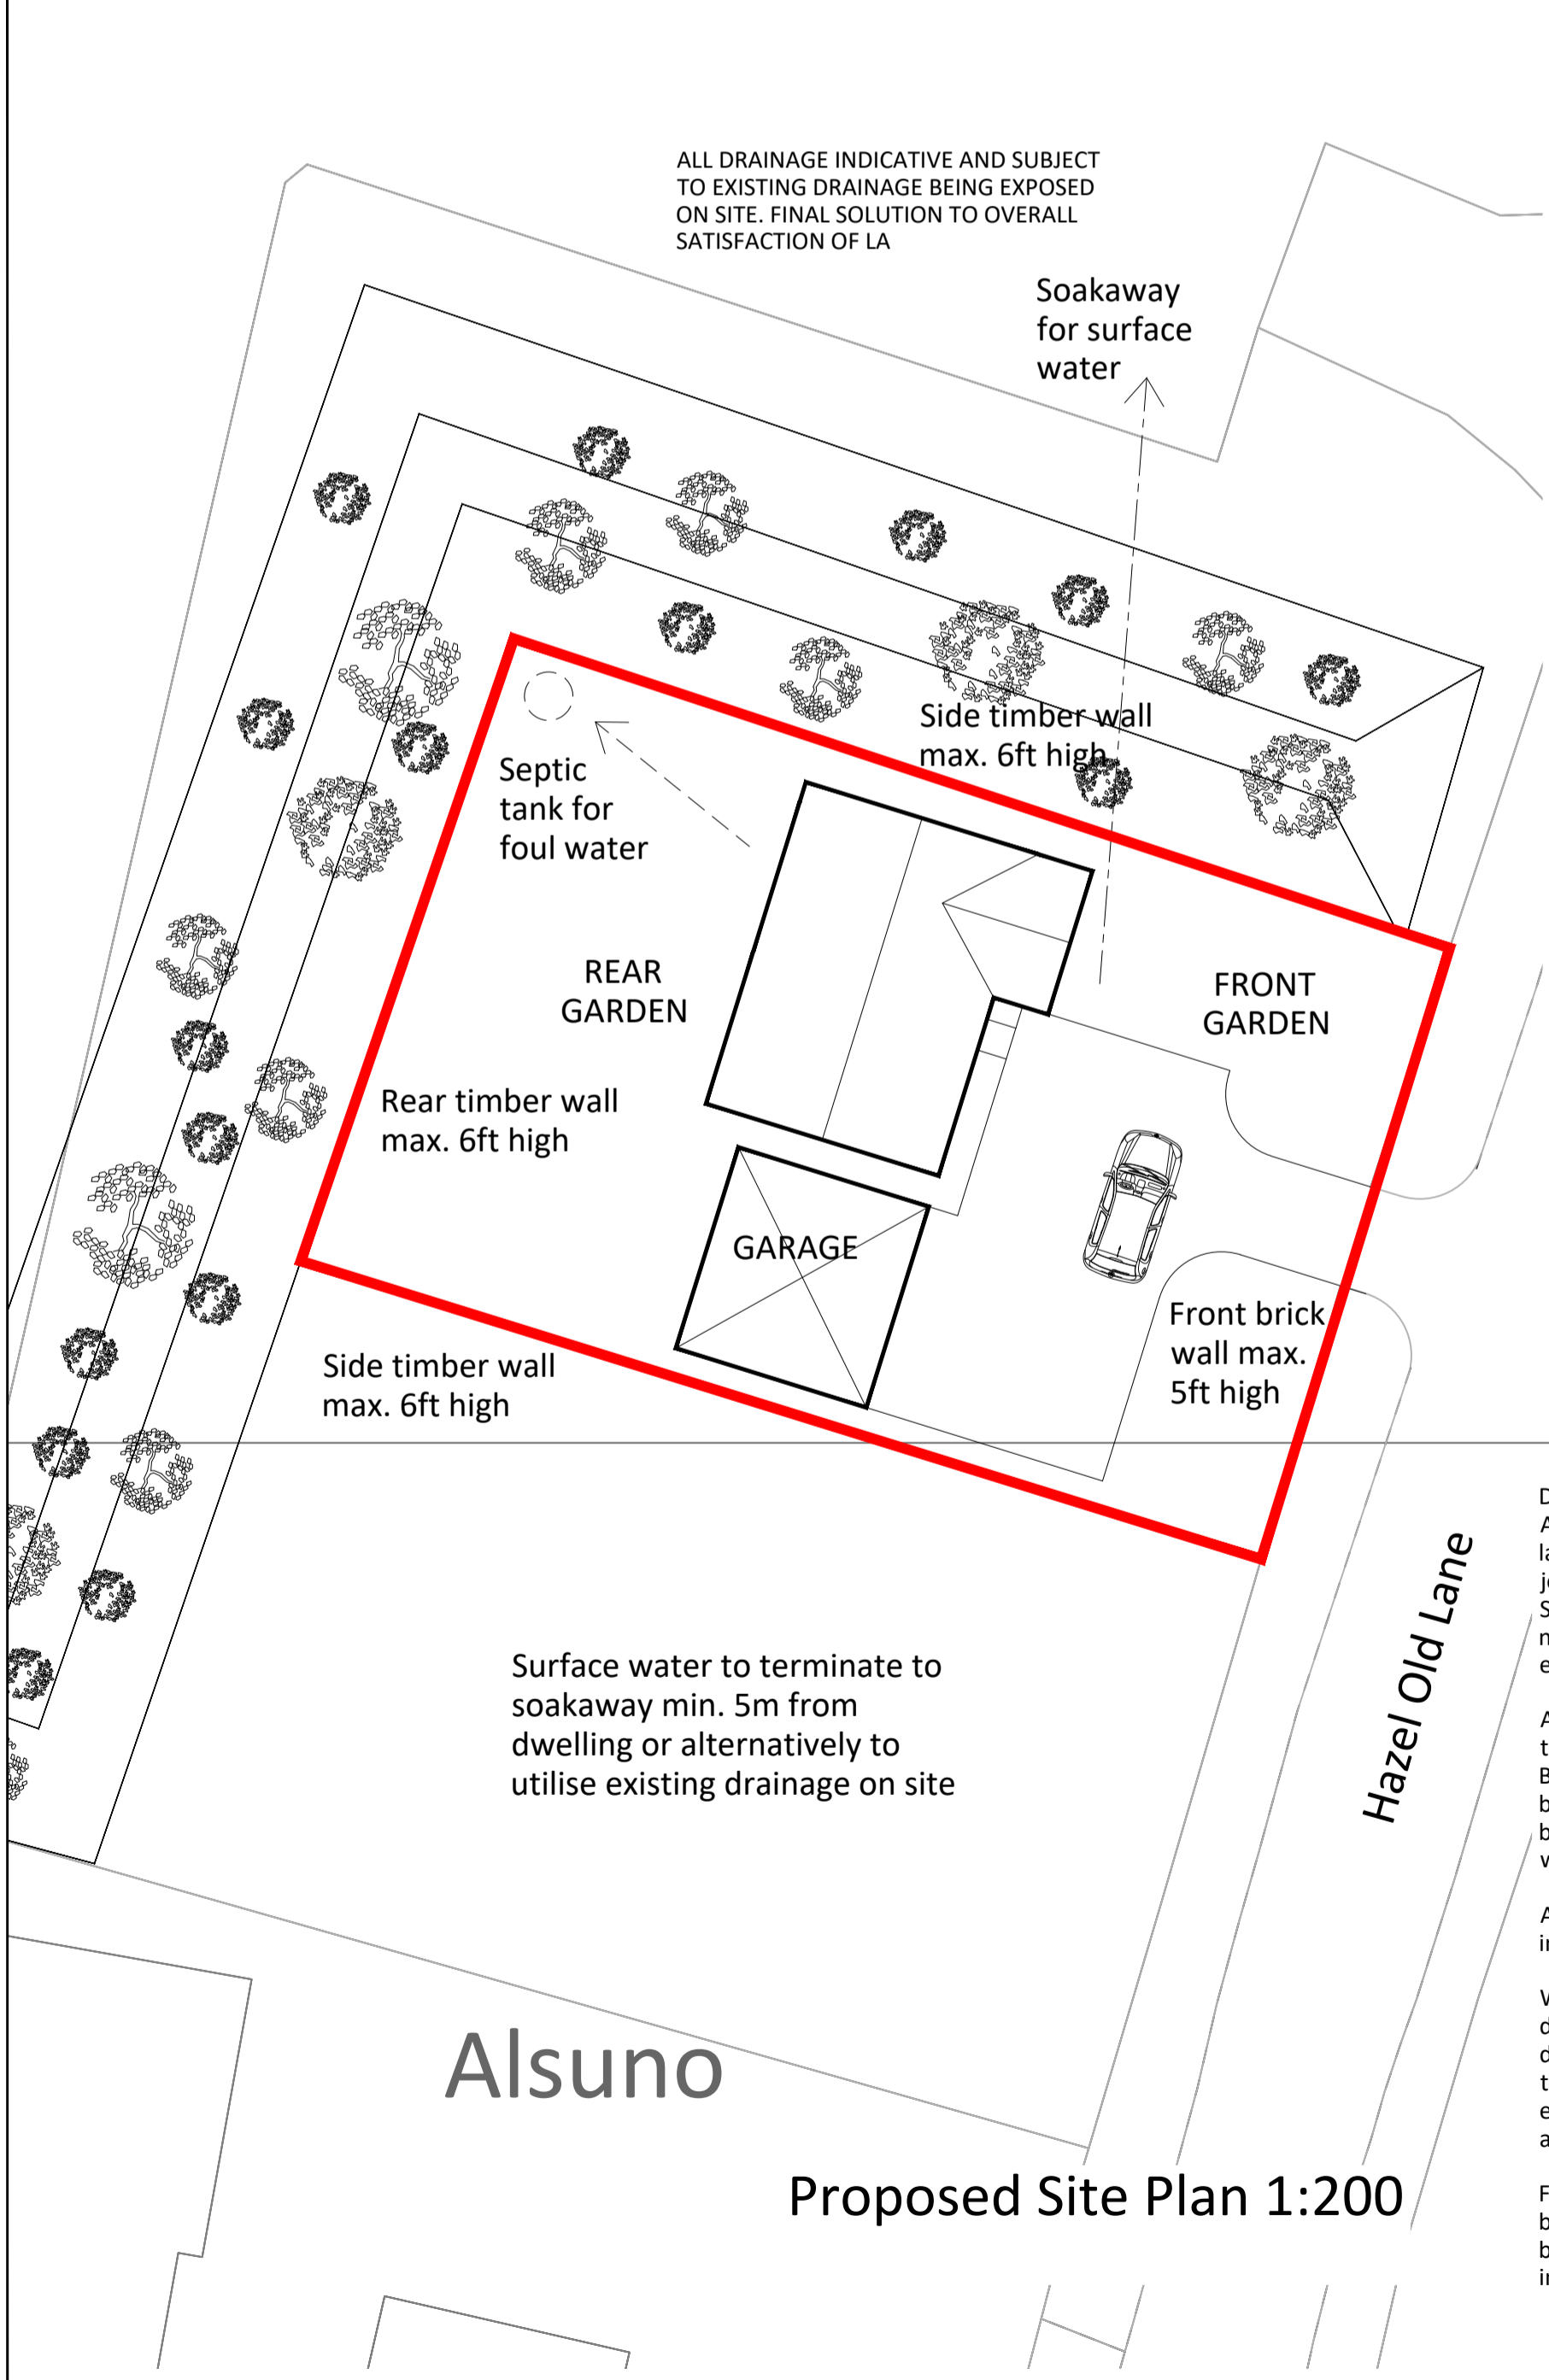 ALL DRAINAGE INDICATIVE AND SUBJECT
TO EXISTING DRAINAGE BEING EXPOSED
ON SITE. FINAL SOLUTION TO OVERALL
SATISFACTION OF LA
Soakaway
for surface
water
Side timber wall
max. 6ft high
Septic
tank for
foul water
REAR
GARDEN
FRONT
GARDEN
Rear timber wall
max. 6ft high
GARAGE
Front brick
wall max.
5ft high
Side timber wall
max. 6ft high
Hazel Old Lane
Surface water to terminate to
soakaway min. 5m from
dwelling or alternatively to
utilise existing drainage on site
Alsuno
Proposed Site Plan 1:200